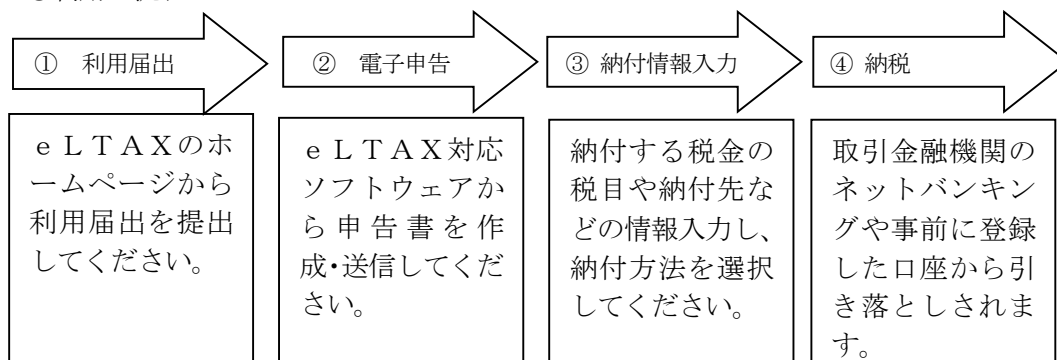 ① 利用届出
② 電子申告
③ 納付情報入力
④ 納税
ｅＬＴＡＸのホ
ームページから
利用届出を提出
してください。
ｅＬＴＡＸ対応
ソフトウェアか
ら申告書を作
成・送信してくだ
さい。
納付する税金の
税目や納付先な
どの情報入力し、
納付方法を選択
してください。
取引金融機関の
ネットバンキン
グや事前に登録
した口座から引
き落としされま
す。